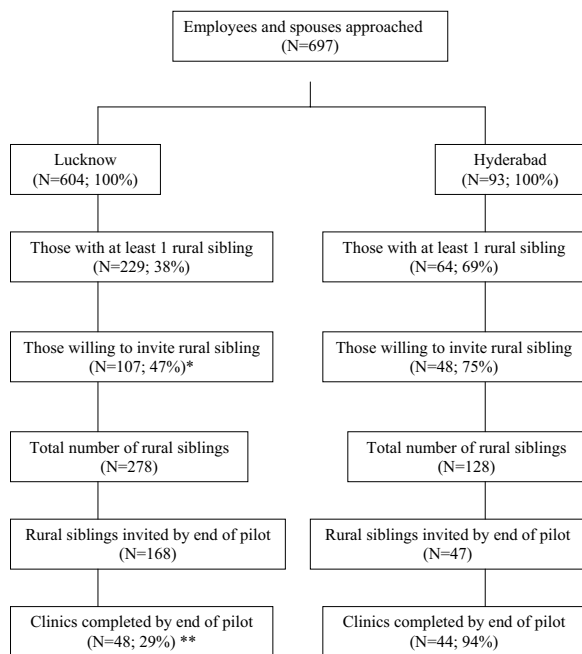 Employees and spouses approached
(N=697)
Lucknow
(N=604; 100%)
Hyderabad
(N=93; 100%)
Those with at least 1 rural sibling
(N=229; 38%)
Those with at least 1 rural sibling
(N=64; 69%)
Those willing to invite rural sibling
(N=107; 47%)*
Those willing to invite rural sibling
(N=48; 75%)
Total number of rural siblings
(N=278)
Total number of rural siblings
(N=128)
Rural siblings invited by end of pilot
(N=168)
Rural siblings invited by end of pilot
(N=47)
Clinics completed by end of pilot
(N=48; 29%) **
Clinics completed by end of pilot
(N=44; 94%)